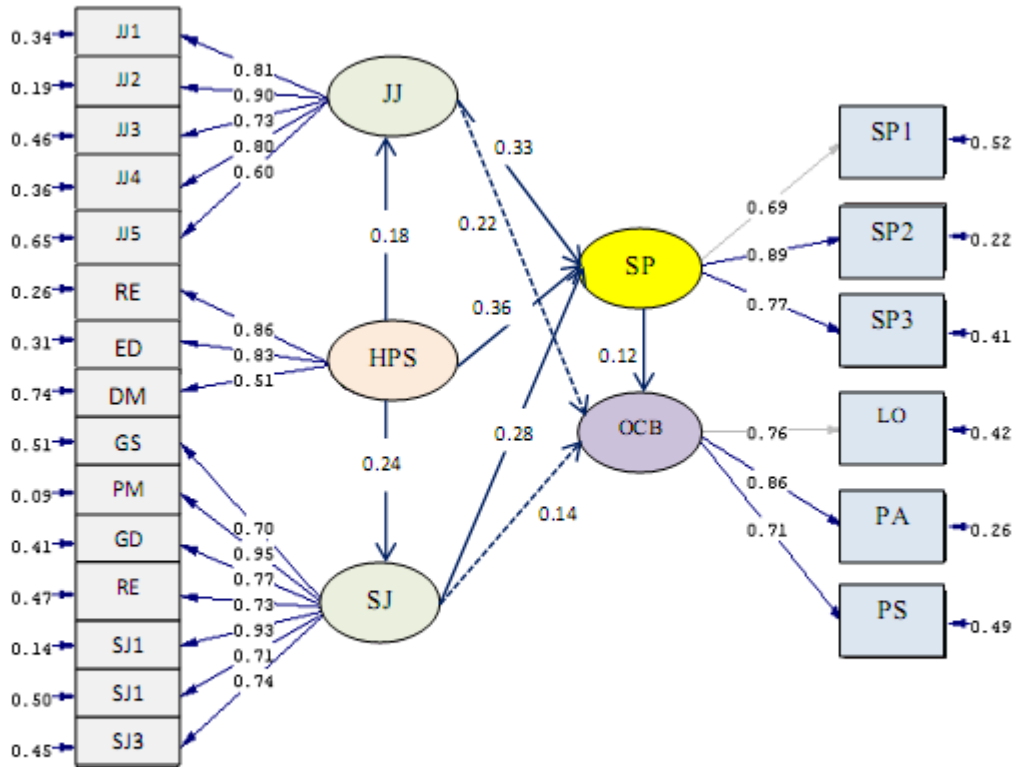 0.34
JJ1
0.19
JJ2
0.46
JJ3
0.36
JJ4
0.65
JJ5
0.26
RE
0.31
ED
0.74
DM
0.51
GS
0.09
PM
0.41
GD
0.47
RE
0.14
SJ1
0.50
SJ1
0.45
SJ3
0.81
0.90
0.73
0.80
0.60
0.86
0.83
0.51
0.70
0.95
0.77
0.73
0.93
0.71
0.74
JJ
0.18
HPS
0.24
SJ
0.33
0.22
0.36
0.28
0.14
SP
0.12
OCB
0.69
0.89
0.77
0.76
0.86
0.71
SP1
0.52
SP2
0.22
SP3
0.41
LO
0.42
PA
0.26
PS
0.49